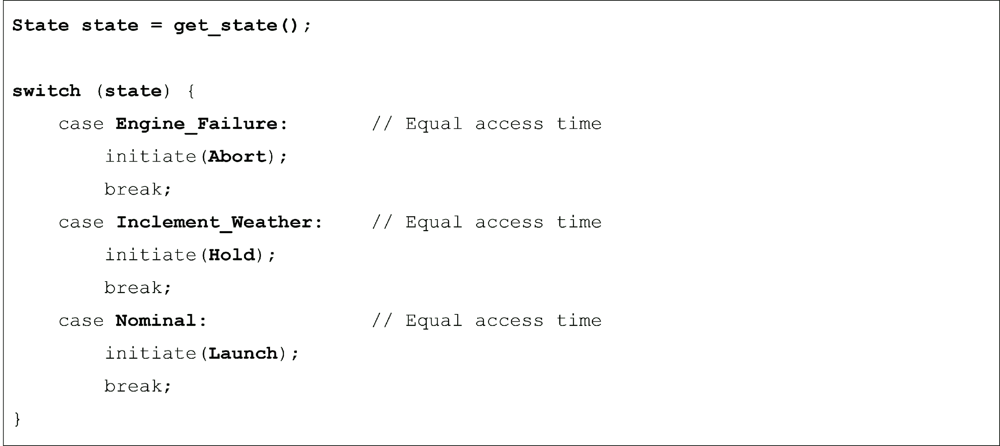 State state = get_state();
switch (state) {
case Engine_Failure: // Equal access time
initiate(Abort);
break;
case Inclement_Weather: // Equal access time
initiate(Hold);
break;
case Nominal: // Equal access time
initiate(Launch);
break;
}